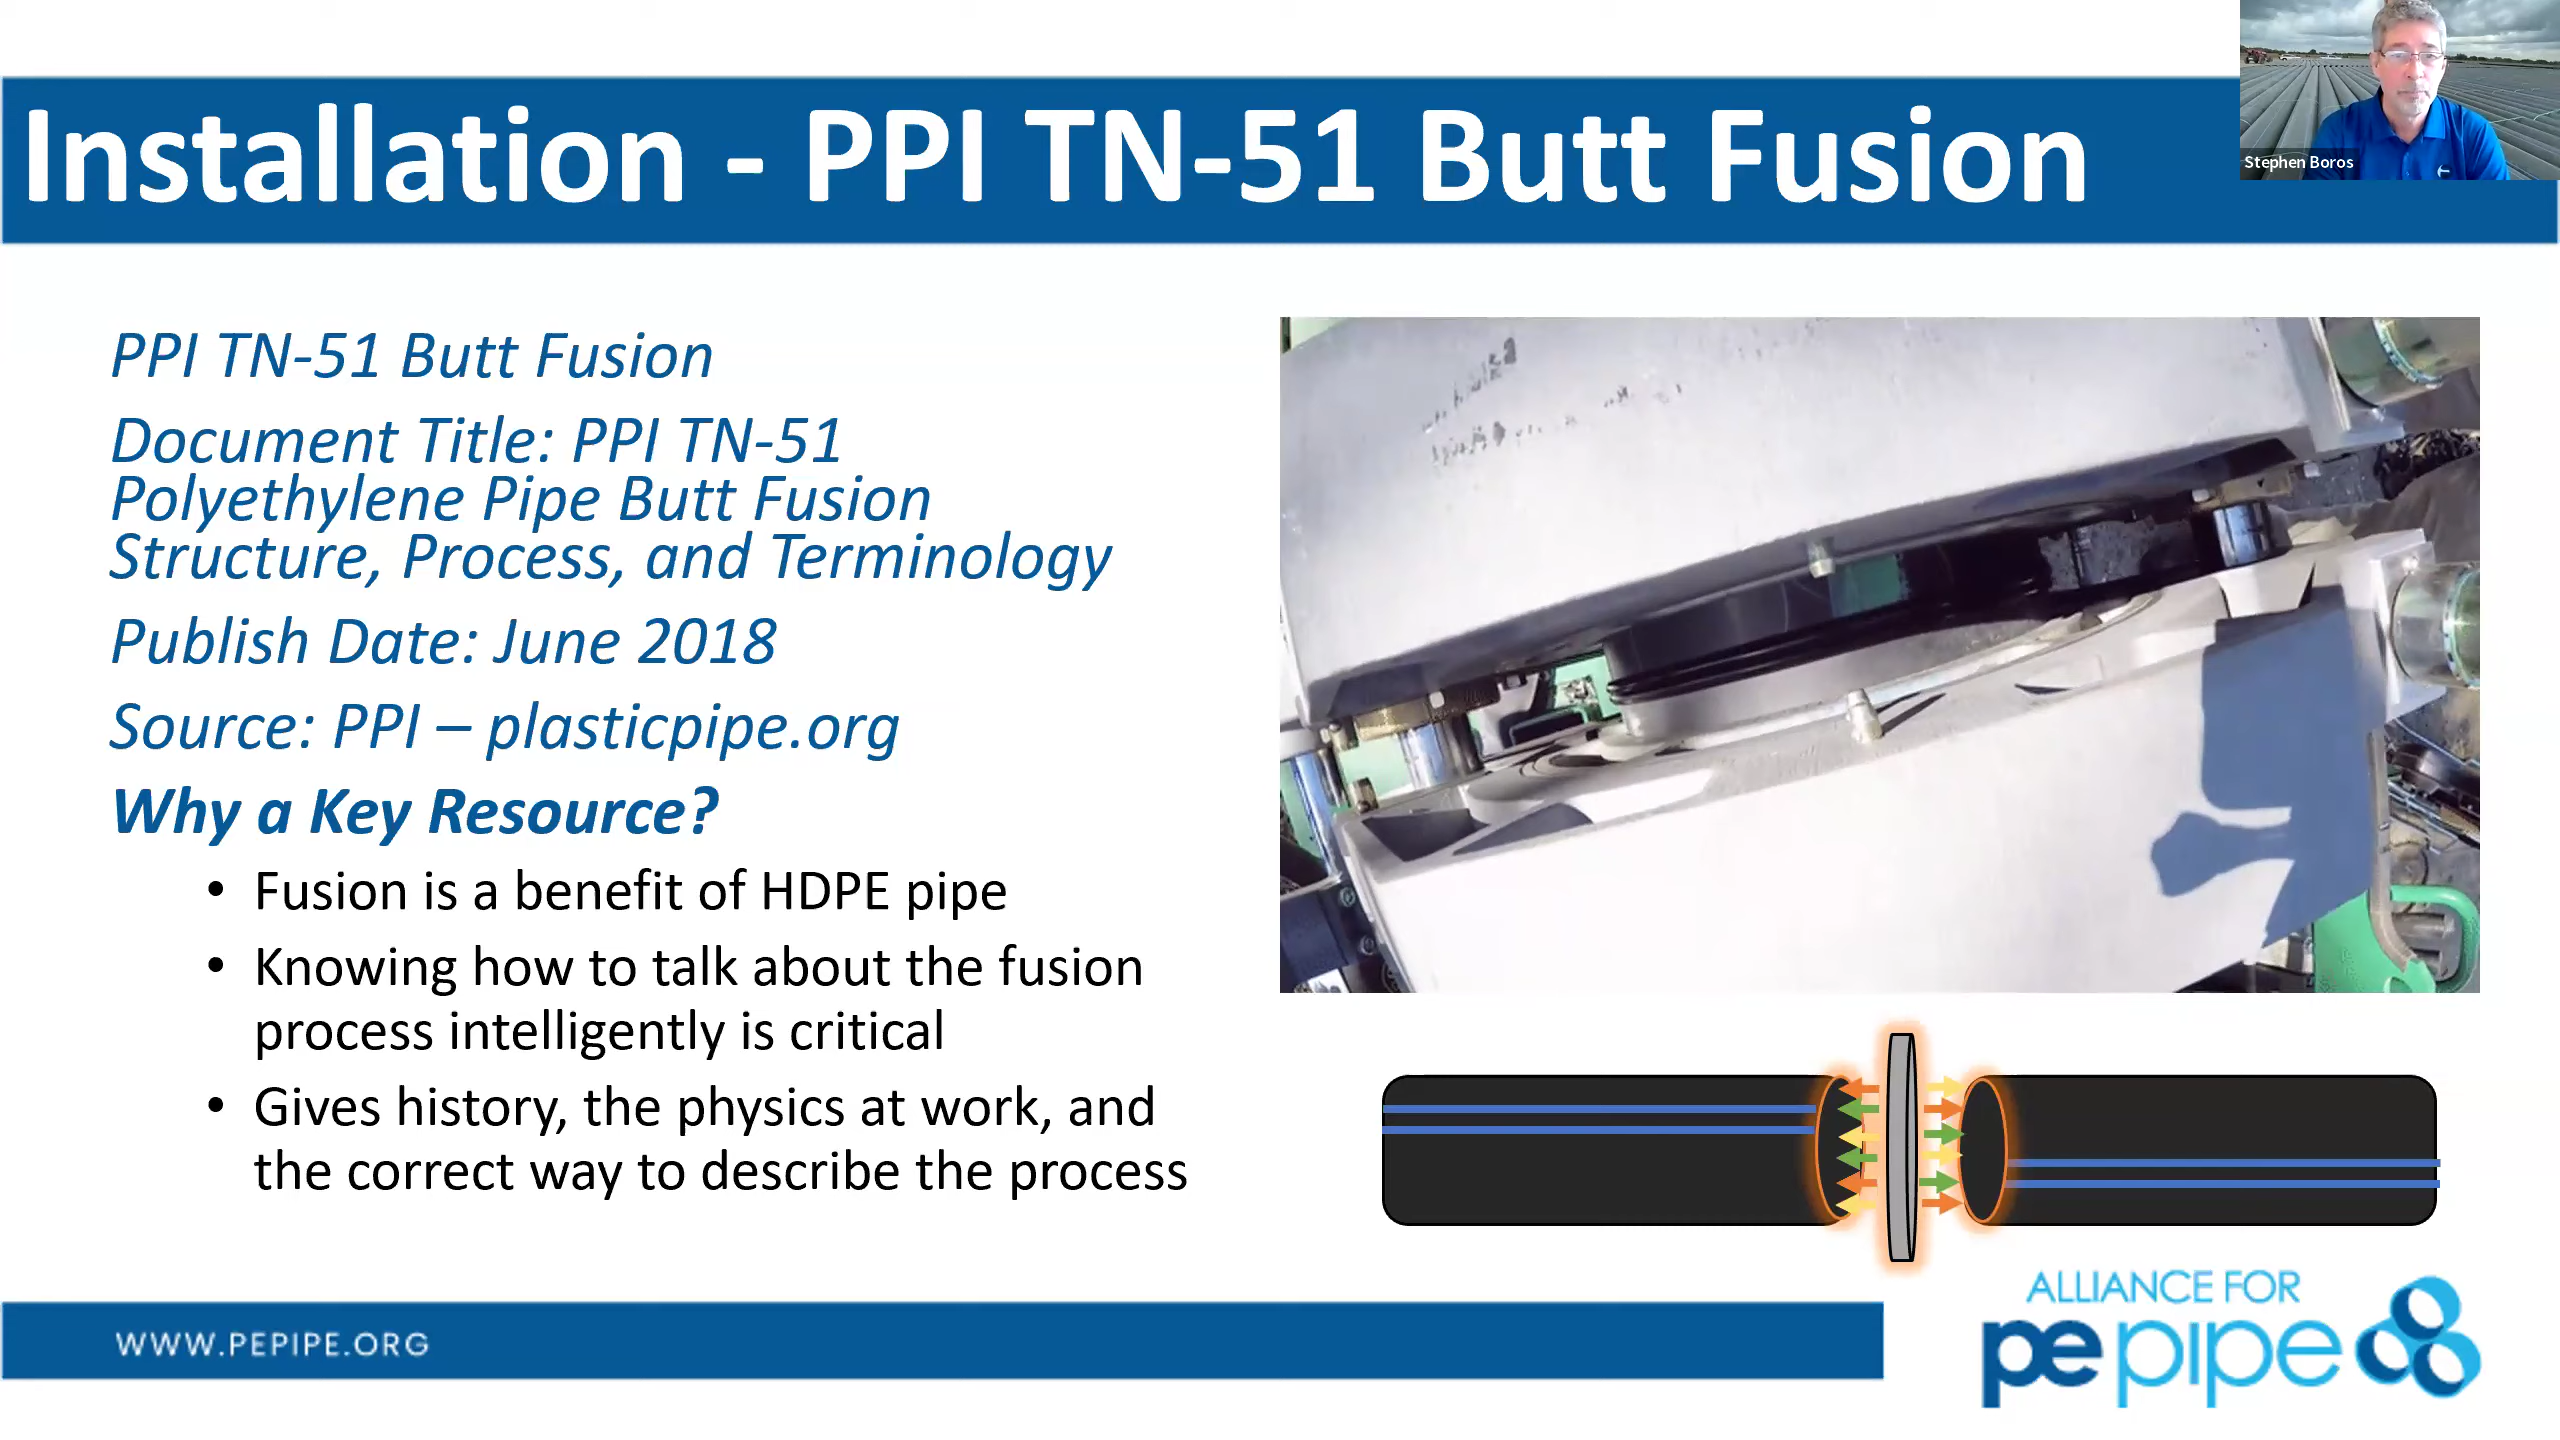 Installation - PPI TN-51 Butt Fusion
Stephen Boros
PPI TN-51 Butt Fusion
Document Title: PPI TN-51
Polyethylene Pipe Butt Fusion
Structure, Process, and Terminology
Publish Date: June 2018
Source: PPI – plasticpipe.org
Why a Key Resource?
• Fusion is a benefit of HDPE pipe
• Knowing how to talk about the fusion
process intelligently is critical
• Gives history, the physics at work, and
the correct way to describe the process
WWW.PEPIPE.ORG
ALLIANCE FOR
pe pipe